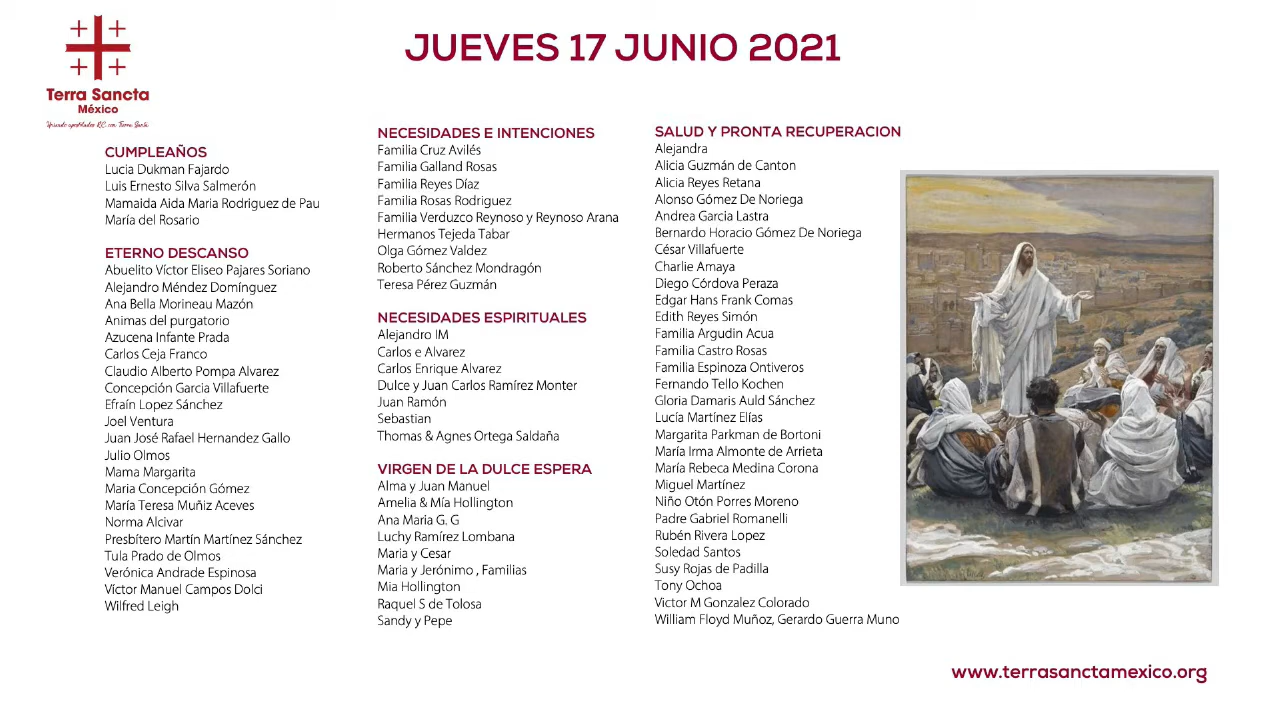 JUEVES 17 JUNIO 2021
Terra Sancta
México
CUMPLEAÑOS
Lucia Dukman Fajardo
Luis Ernesto Silva Salmerón
Mamaida Aida Maria Rodriguez de Pau
María del Rosario
ETERNO DESCANSO
Abuelito Víctor Eliseo Pajares Soriano
Alejandro Méndez Domínguez
Ana Bella Morineau Mazón
Animas del purgatorio
Azucena Infante Prada
Carlos Ceja Franco
Claudio Alberto Pompa Alvarez
Concepción Garcia Villafuerte
Efraín Lopez Sánchez
Joel Ventura
Juan José Rafael Hernandez Gallo
Julio Olmos
Mama Margarita
Maria Concepción Gómez
María Teresa Muñiz Aceves
Norma Alcivar
Presbítero Martín Martínez Sánchez
Tula Prado de Olmos
Verónica Andrade Espinosa
Víctor Manuel Campos Dolci
Wilfred Leigh
NECESIDADES E INTENCIONES
Familia Cruz Avilés
Familia Galland Rosas
Familia Reyes Díaz
Familia Rosas Rodriguez
Familia Verduzco Reynoso y Reynoso Arana
Hermanos Tejeda Tabar
Olga Gómez Valdez
Roberto Sánchez Mondragón
Teresa Pérez Guzmán
NECESIDADES ESPIRITUALES
Alejandro IM
Carlos e Alvarez
Carlos Enrique Alvarez
Dulce y Juan Carlos Ramírez Monter
Juan Ramón
Sebastian
Thomas & Agnes Ortega Saldaña
VIRGEN DE LA DULCE ESPERA
Alma y Juan Manuel
Amelia & Mía Hollington
Ana Maria G. G
Luchy Ramírez Lombana
Maria y Cesar
Maria y Jerónimo , Familias
Mia Hollington
Raquel S de Tolosa
Sandy y Pepe
SALUD Y PRONTA RECUPERACION
Alejandra
Alicia Guzmán de Canton
Alicia Reyes Retana
Alonso Gómez De Noriega
Andrea Garcia Lastra
Bernardo Horacio Gómez De Noriega
César Villafuerte
Charlie Amaya
Diego Córdova Peraza
Edgar Hans Frank Comas
Edith Reyes Simón
Familia Argudin Acua
Familia Castro Rosas
Familia Espinoza Ontiveros
Fernando Tello Kochen
Gloria Damaris Auld Sánchez
Lucía Martínez Elías
Margarita Parkman de Bortoni
María Irma Almonte de Arrieta
María Rebeca Medina Corona
Miguel Martínez
Niño Otón Porres Moreno
Padre Gabriel Romanelli
Rubén Rivera Lopez
Soledad Santos
Susy Rojas de Padilla
Tony Ochoa
Victor M Gonzalez Colorado
William Floyd Muñoz, Gerardo Guerra Muno
www.terrasanctamexico.org